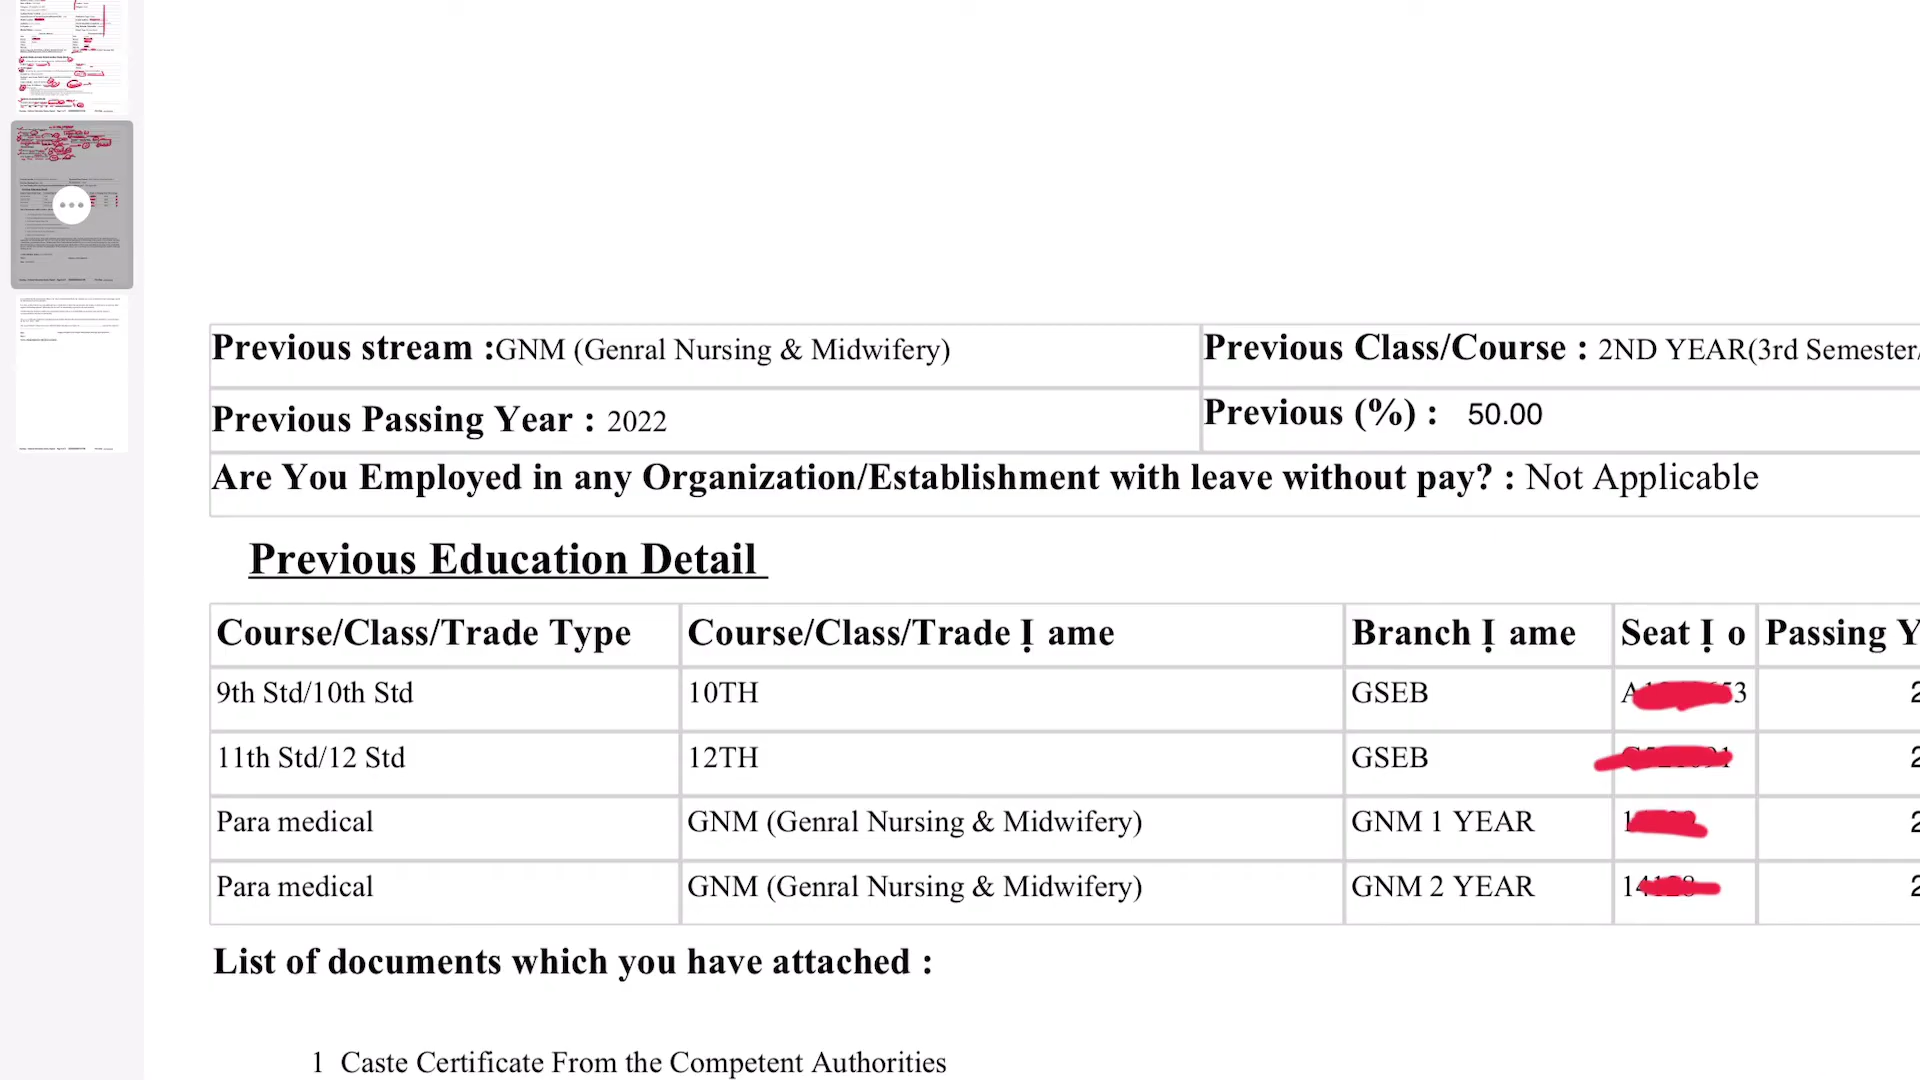 Previous stream :GNM (Genral Nursing & Midwifery) Previous Class/Course : 2ND YEAR(3rd Semester/
Previous Passing Year : 2022 Previous (%) : 50.00
Are You Employed in any Organization/Establishment with leave without pay? : Not Applicable
Previous Education Detail
Course/Class/Trade Type Course/Class/Trade Ị ame Branch Ị ame Seat Ị o Passing Y
9th Std/10th Std 10TH GSEB
11th Std/12 Std 12TH GSEB
Para medical GNM (Genral Nursing & Midwifery) GNM 1 YEAR
Para medical GNM (Genral Nursing & Midwifery) GNM 2 YEAR
List of documents which you have attached :
1 Caste Certificate From the Competent Authorities